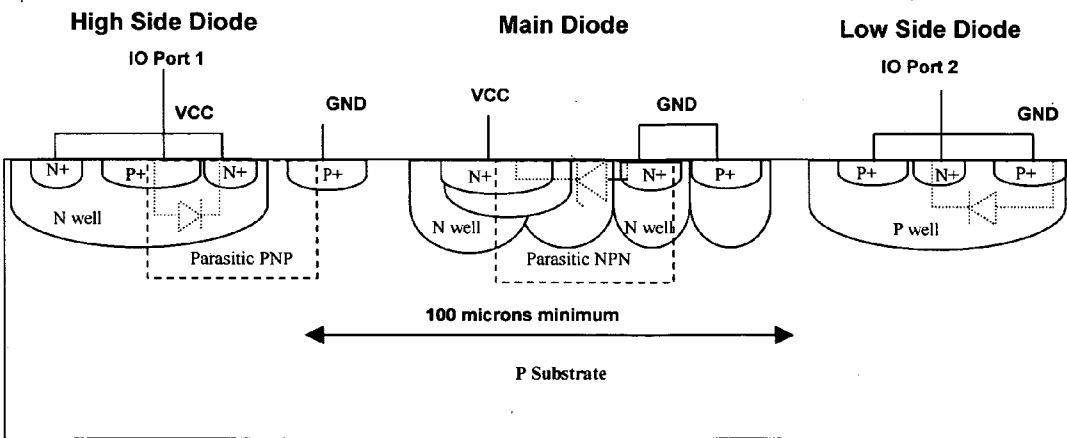 High Side Diode
Main Diode
Low Side Diode
IO Port 1
IO Port 2
VCC
GND
VCC
GND
GND
N+
P+
N+
P+
N+
N+
P+
P+
N+
P+
N well
N well
N well
P well
Parasitic PNP
Parasitic NPN
100 microns minimum
P Substrate